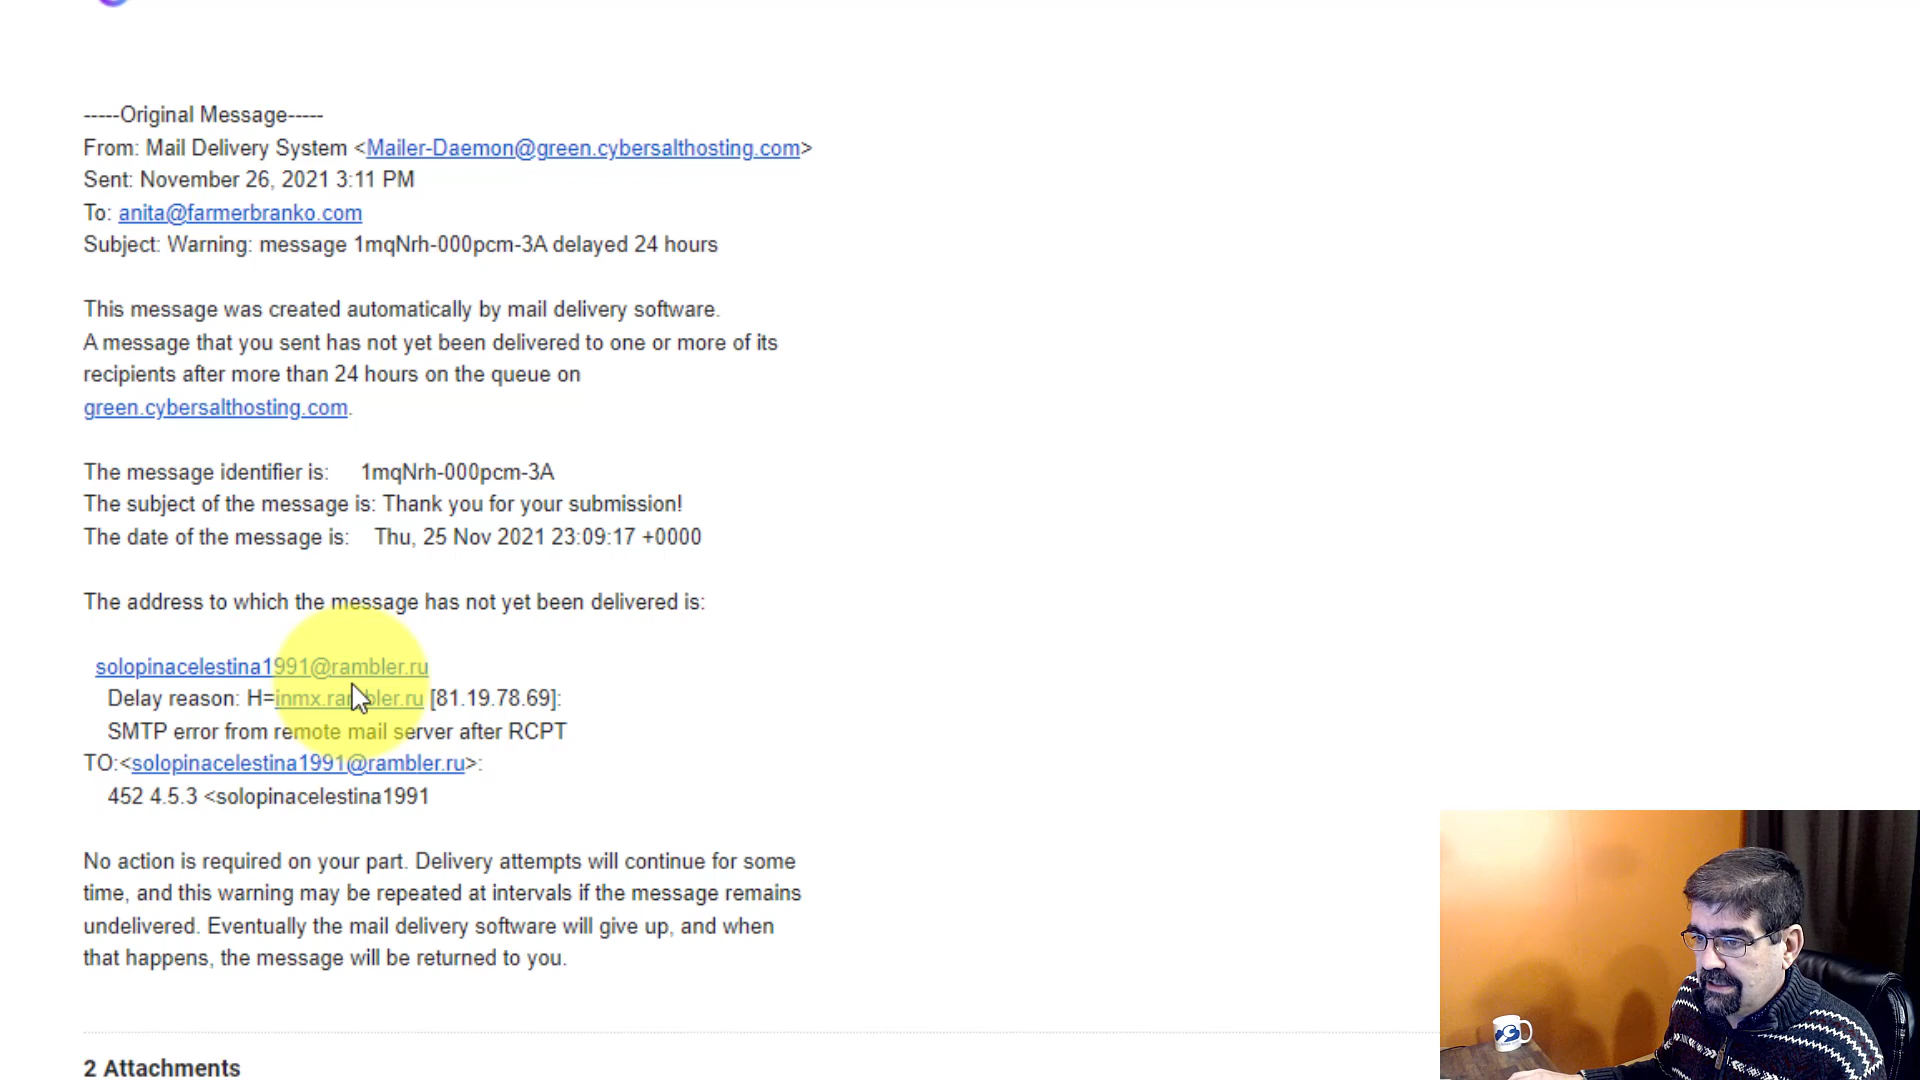 -----Original Message-----
From: Mail Delivery System <Mailer-Daemon@green.cybersalthosting.com>
Sent: November 26, 2021 3:11 PM
To: anita@farmerbranko.com
Subject: Warning: message 1mqNrh-000pcm-3A delayed 24 hours
This message was created automatically by mail delivery software.
A message that you sent has not yet been delivered to one or more of its
recipients after more than 24 hours on the queue on
green.cybersalthosting.com.
The message identifier is: 1mqNrh-000pcm-3A
The subject of the message is: Thank you for your submission!
The date of the message is: Thu, 25 Nov 2021 23:09:17 +0000
The address to which the message has not yet been delivered is:
solopinacelestina1991@rambler.ru
Delay reason: H=inmx.rambler.ru [81.19.78.69]:
SMTP error from remote mail server after RCPT
TO:<solopinacelestina1991@rambler.ru>:
452 4.5.3 <solopinacelestina1991
No action is required on your part. Delivery attempts will continue for some
time, and this warning may be repeated at intervals if the message remains
undelivered. Eventually the mail delivery software will give up, and when
that happens, the message will be returned to you.
2 Attachments